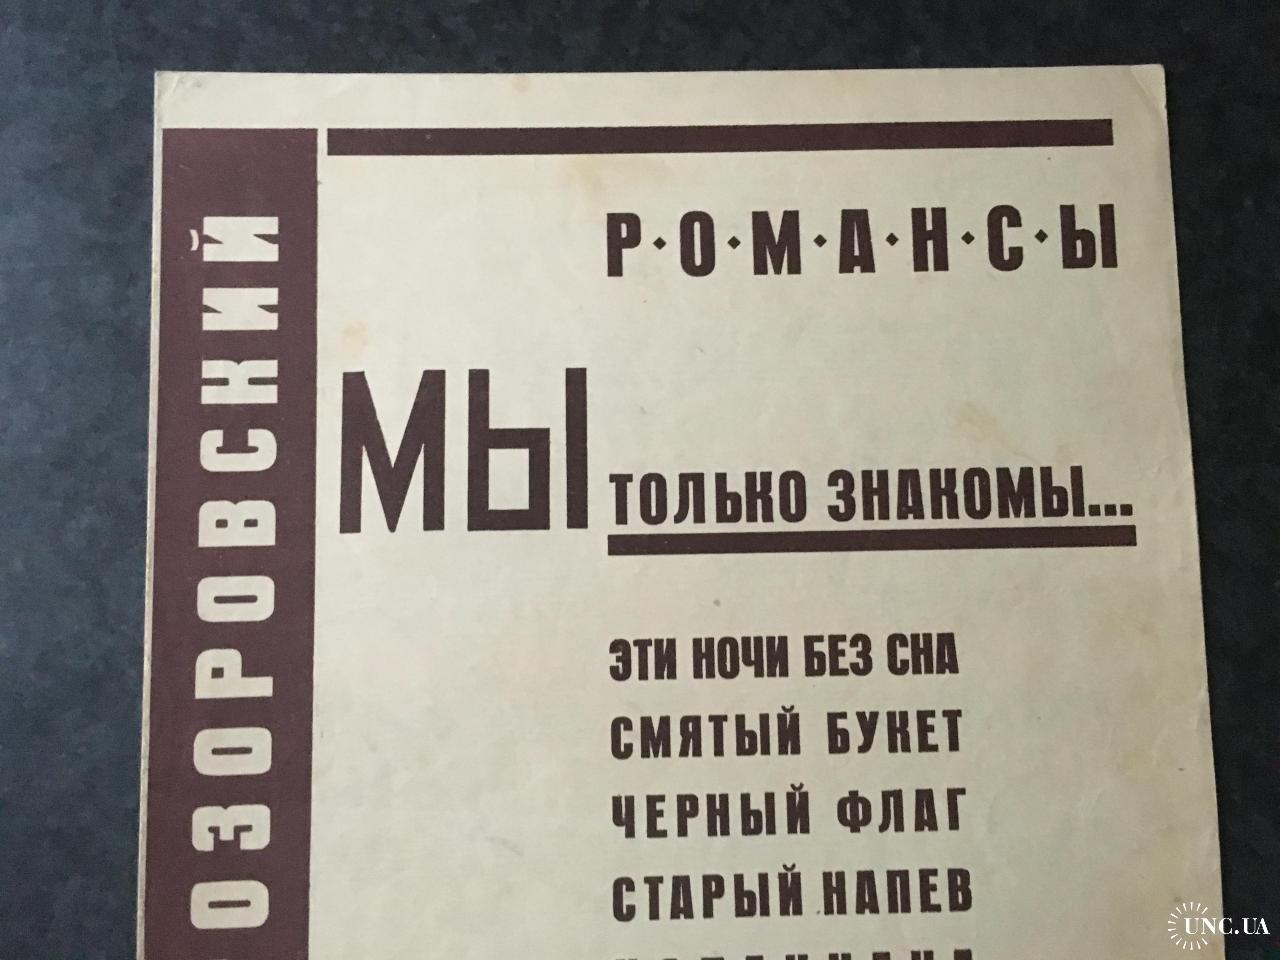 Р·О·М·А·Н·С·Ы
МЫ
ТОЛЬКО ЗНАКОМЫ...
ЭТИ НОЧИ БЕЗ СНА
СМЯТЫЙ БУКЕТ
ЧЕРНЫЙ ФЛАГ
СТАРЫЙ НАПЕВ
ОЗОРОВСКИЙ
UNC.UA